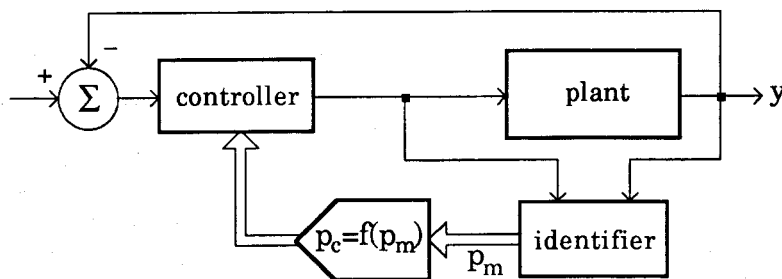 −
+
Σ
controller
plant
y
p_c=f(p_m)
p_m
identifier